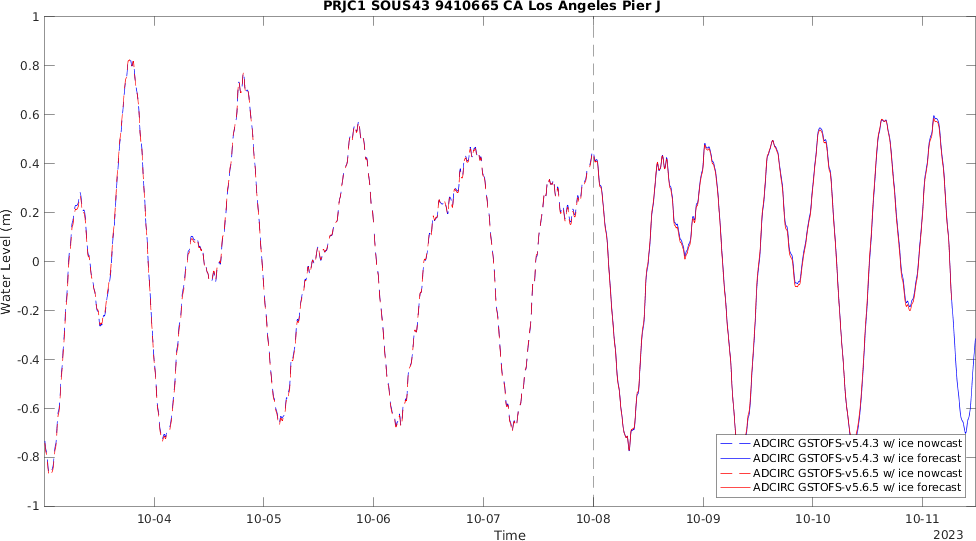 PRJC1 SOUS43 9410665 CA Los Angeles Pier J
1
0.8
0.6
0.4
0.2
0
-0.2
-0.4
-0.6
-0.8
-1
Water Level (m)
ADCIRC GSTOFS-v5.4.3 w/ ice nowcast
ADCIRC GSTOFS-v5.4.3 w/ ice forecast
ADCIRC GSTOFS-v5.6.5 w/ ice nowcast
ADCIRC GSTOFS-v5.6.5 w/ ice forecast
10-04 10-05 10-06 10-07 10-08 10-09 10-10 10-11
Time
2023